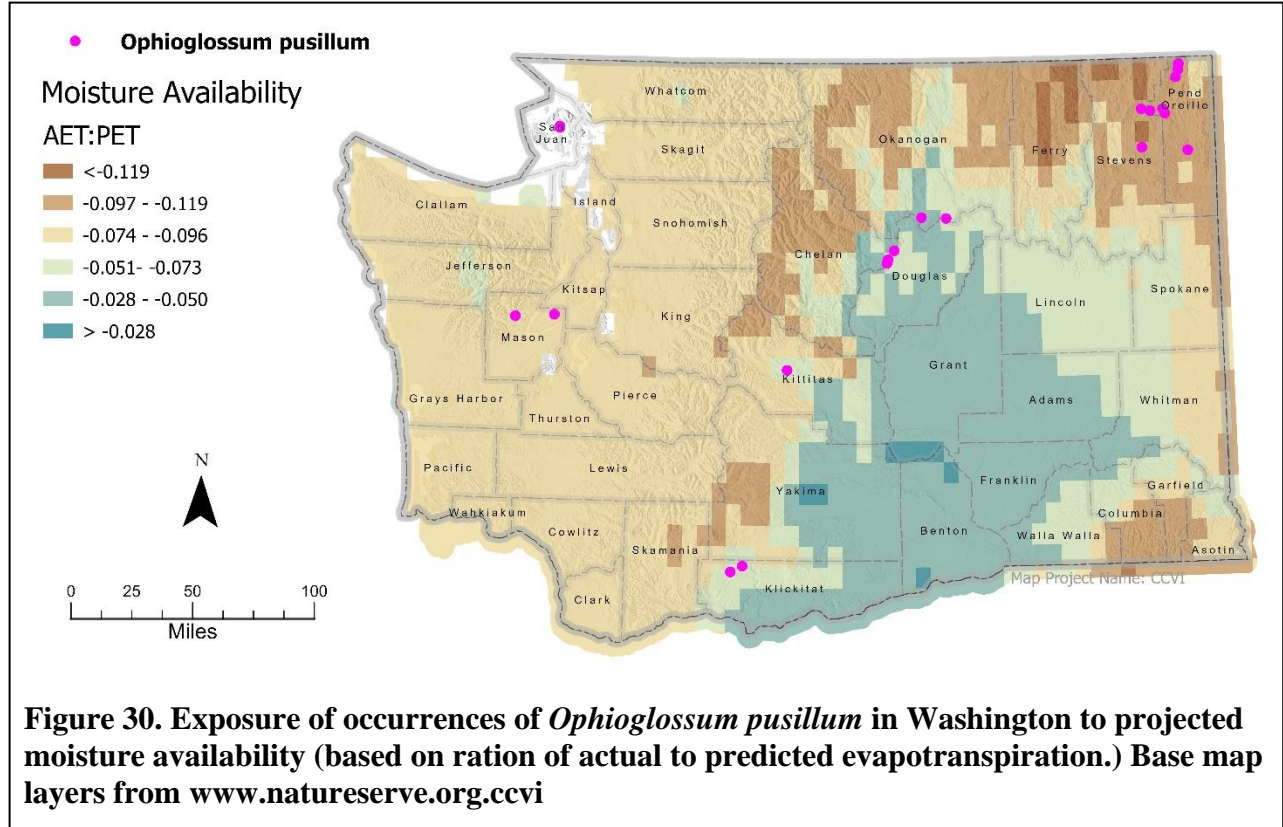 Ophioglossum pusillum
Moisture Availability
AET:PET
<-0.119
-0.097 - -0.119
-0.074 - -0.096
-0.051- -0.073
-0.028 - -0.050
> -0.028
N
0 25 50 100
Miles
Whatcom
San Juan
Skagit
Island
Clallam
Snohomish
Jefferson
Kitsap
King
Mason
Grays Harbor
Pierce
Thurston
Pacific
Lewis
Wahkiakum
Cowlitz
Skamania
Clark
Okanogan
Ferry
Stevens
Pend
Oreille
Chelan
Douglas
Lincoln
Spokane
Kittitas
Grant
Adams
Whitman
Yakima
Franklin
Garfield
Columbia
Benton
Walla Walla
Asotin
Klickitat
Map Project Name: CCVI
Figure 30. Exposure of occurrences of Ophioglossum pusillum in Washington to projected
moisture availability (based on ration of actual to predicted evapotranspiration.) Base map
layers from www.natureserve.org.ccvi